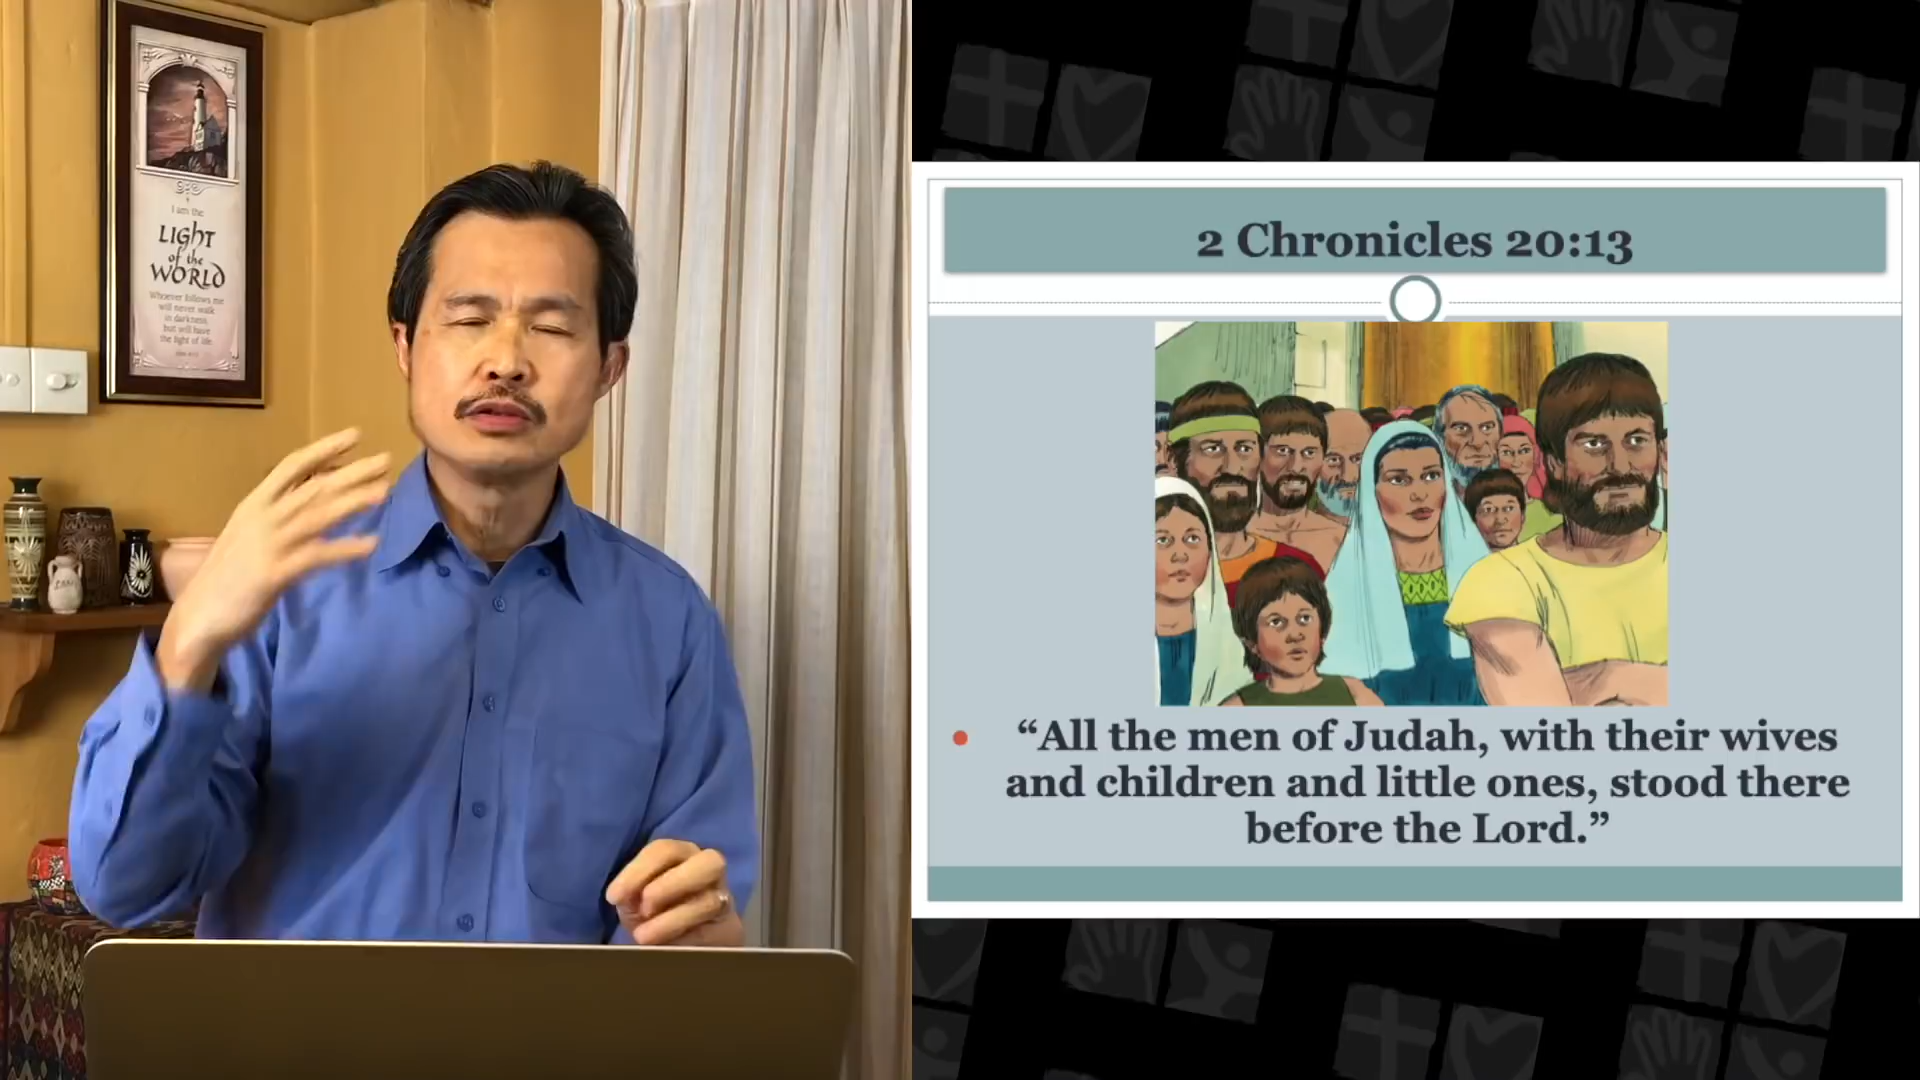 I am the
LIGHT
of the
WORLD
Whoever follows me
will never walk
in darkness,
but will have
the light of life.
2 Chronicles 20:13
“All the men of Judah, with their wives
and children and little ones, stood there
before the Lord.”